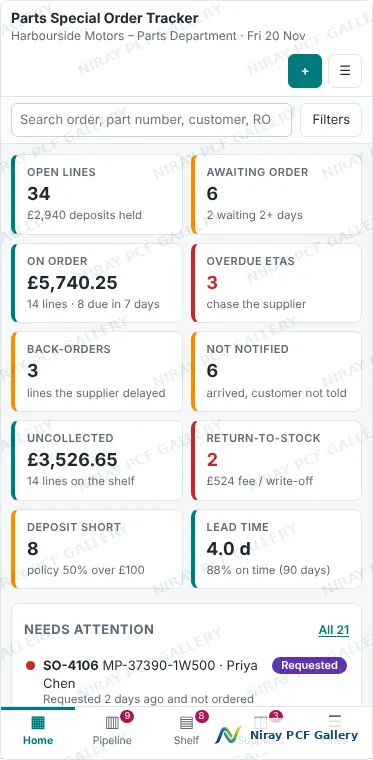 Parts Special Order Tracker
Harbourside Motors – Parts Department · Fri 20 Nov
+ ☰
Search order, part number, customer, RO Filters
OPEN LINES AWAITING ORDER
34 6
£2,940 deposits held 2 waiting 2+ days
ON ORDER OVERDUE ETAS
£5,740.25 3
14 lines · 8 due in 7 days chase the supplier
BACK-ORDERS NOT NOTIFIED
3 6
lines the supplier delayed arrived, customer not told
UNCOLLECTED RETURN-TO-STOCK
£3,526.65 2
14 lines on the shelf £524 fee / write-off
DEPOSIT SHORT LEAD TIME
8 4.0 d
policy 50% over £100 88% on time (90 days)
NEEDS ATTENTION All 21
SO-4106 MP-37390-1W500 · Priya Requested
Chen
Requested 2 days ago and not ordered
9 8 3
Home Pipeline Shelf Suppliers
Niray PCF Gallery
NIRAY PCF GALLERY